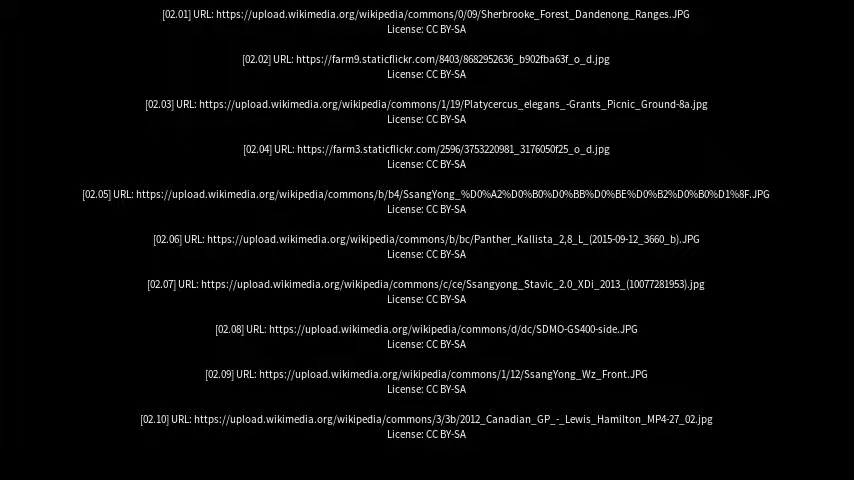 [02.01] URL: https://upload.wikimedia.org/wikipedia/commons/0/09/Sherbrooke_Forest_Dandenong_Ranges.JPG
License: CC BY-SA
[02.02] URL: https://farm9.staticflickr.com/8403/8682952636_b902fba63f_o_d.jpg
License: CC BY-SA
[02.03] URL: https://upload.wikimedia.org/wikipedia/commons/1/19/Platycercus_elegans_-Grants_Picnic_Ground-8a.jpg
License: CC BY-SA
[02.04] URL: https://farm3.staticflickr.com/2596/3753220981_3176050f25_o_d.jpg
License: CC BY-SA
[02.05] URL: https://upload.wikimedia.org/wikipedia/commons/b/b4/SsangYong_%D0%A2%D0%B0%D0%BB%D0%BE%D0%B2%D0%B0%D1%8F.JPG
License: CC BY-SA
[02.06] URL: https://upload.wikimedia.org/wikipedia/commons/b/bc/Panther_Kallista_2,8_L_(2015-09-12_3660_b).JPG
License: CC BY-SA
[02.07] URL: https://upload.wikimedia.org/wikipedia/commons/c/ce/Ssangyong_Stavic_2.0_XDi_2013_(10077281953).jpg
License: CC BY-SA
[02.08] URL: https://upload.wikimedia.org/wikipedia/commons/d/dc/SDMO-GS400-side.JPG
License: CC BY-SA
[02.09] URL: https://upload.wikimedia.org/wikipedia/commons/1/12/SsangYong_Wz_Front.JPG
License: CC BY-SA
[02.10] URL: https://upload.wikimedia.org/wikipedia/commons/3/3b/2012_Canadian_GP_-_Lewis_Hamilton_MP4-27_02.jpg
License: CC BY-SA